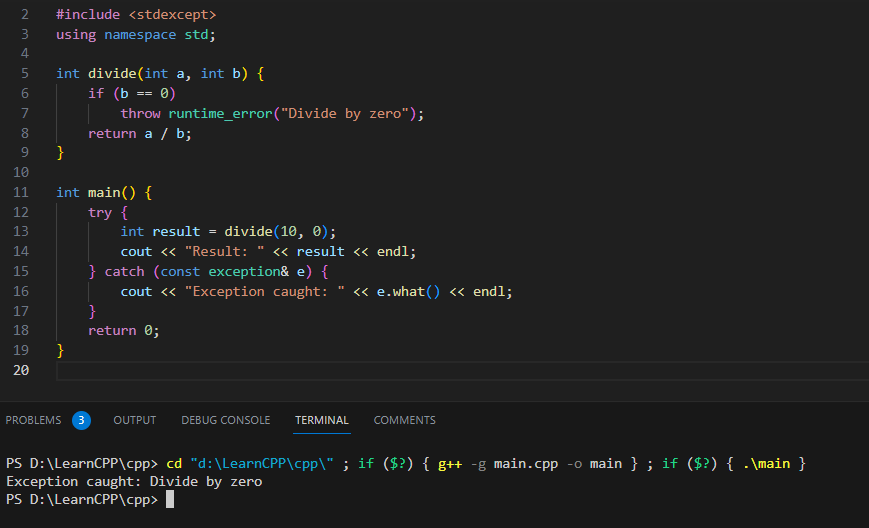 2 #include <stdexcept>
3 using namespace std;
4
5 int divide(int a, int b) {
6     if (b == 0)
7         throw runtime_error("Divide by zero");
8     return a / b;
9 }
10
11 int main() {
12     try {
13         int result = divide(10, 0);
14         cout << "Result: " << result << endl;
15     } catch (const exception& e) {
16         cout << "Exception caught: " << e.what() << endl;
17     }
18     return 0;
19 }
20
PROBLEMS 3 OUTPUT DEBUG CONSOLE TERMINAL COMMENTS
PS D:\LearnCPP\cpp> cd "d:\LearnCPP\cpp\" ; if ($?) { g++ -g main.cpp -o main } ; if ($?) { .\main }
Exception caught: Divide by zero
PS D:\LearnCPP\cpp>